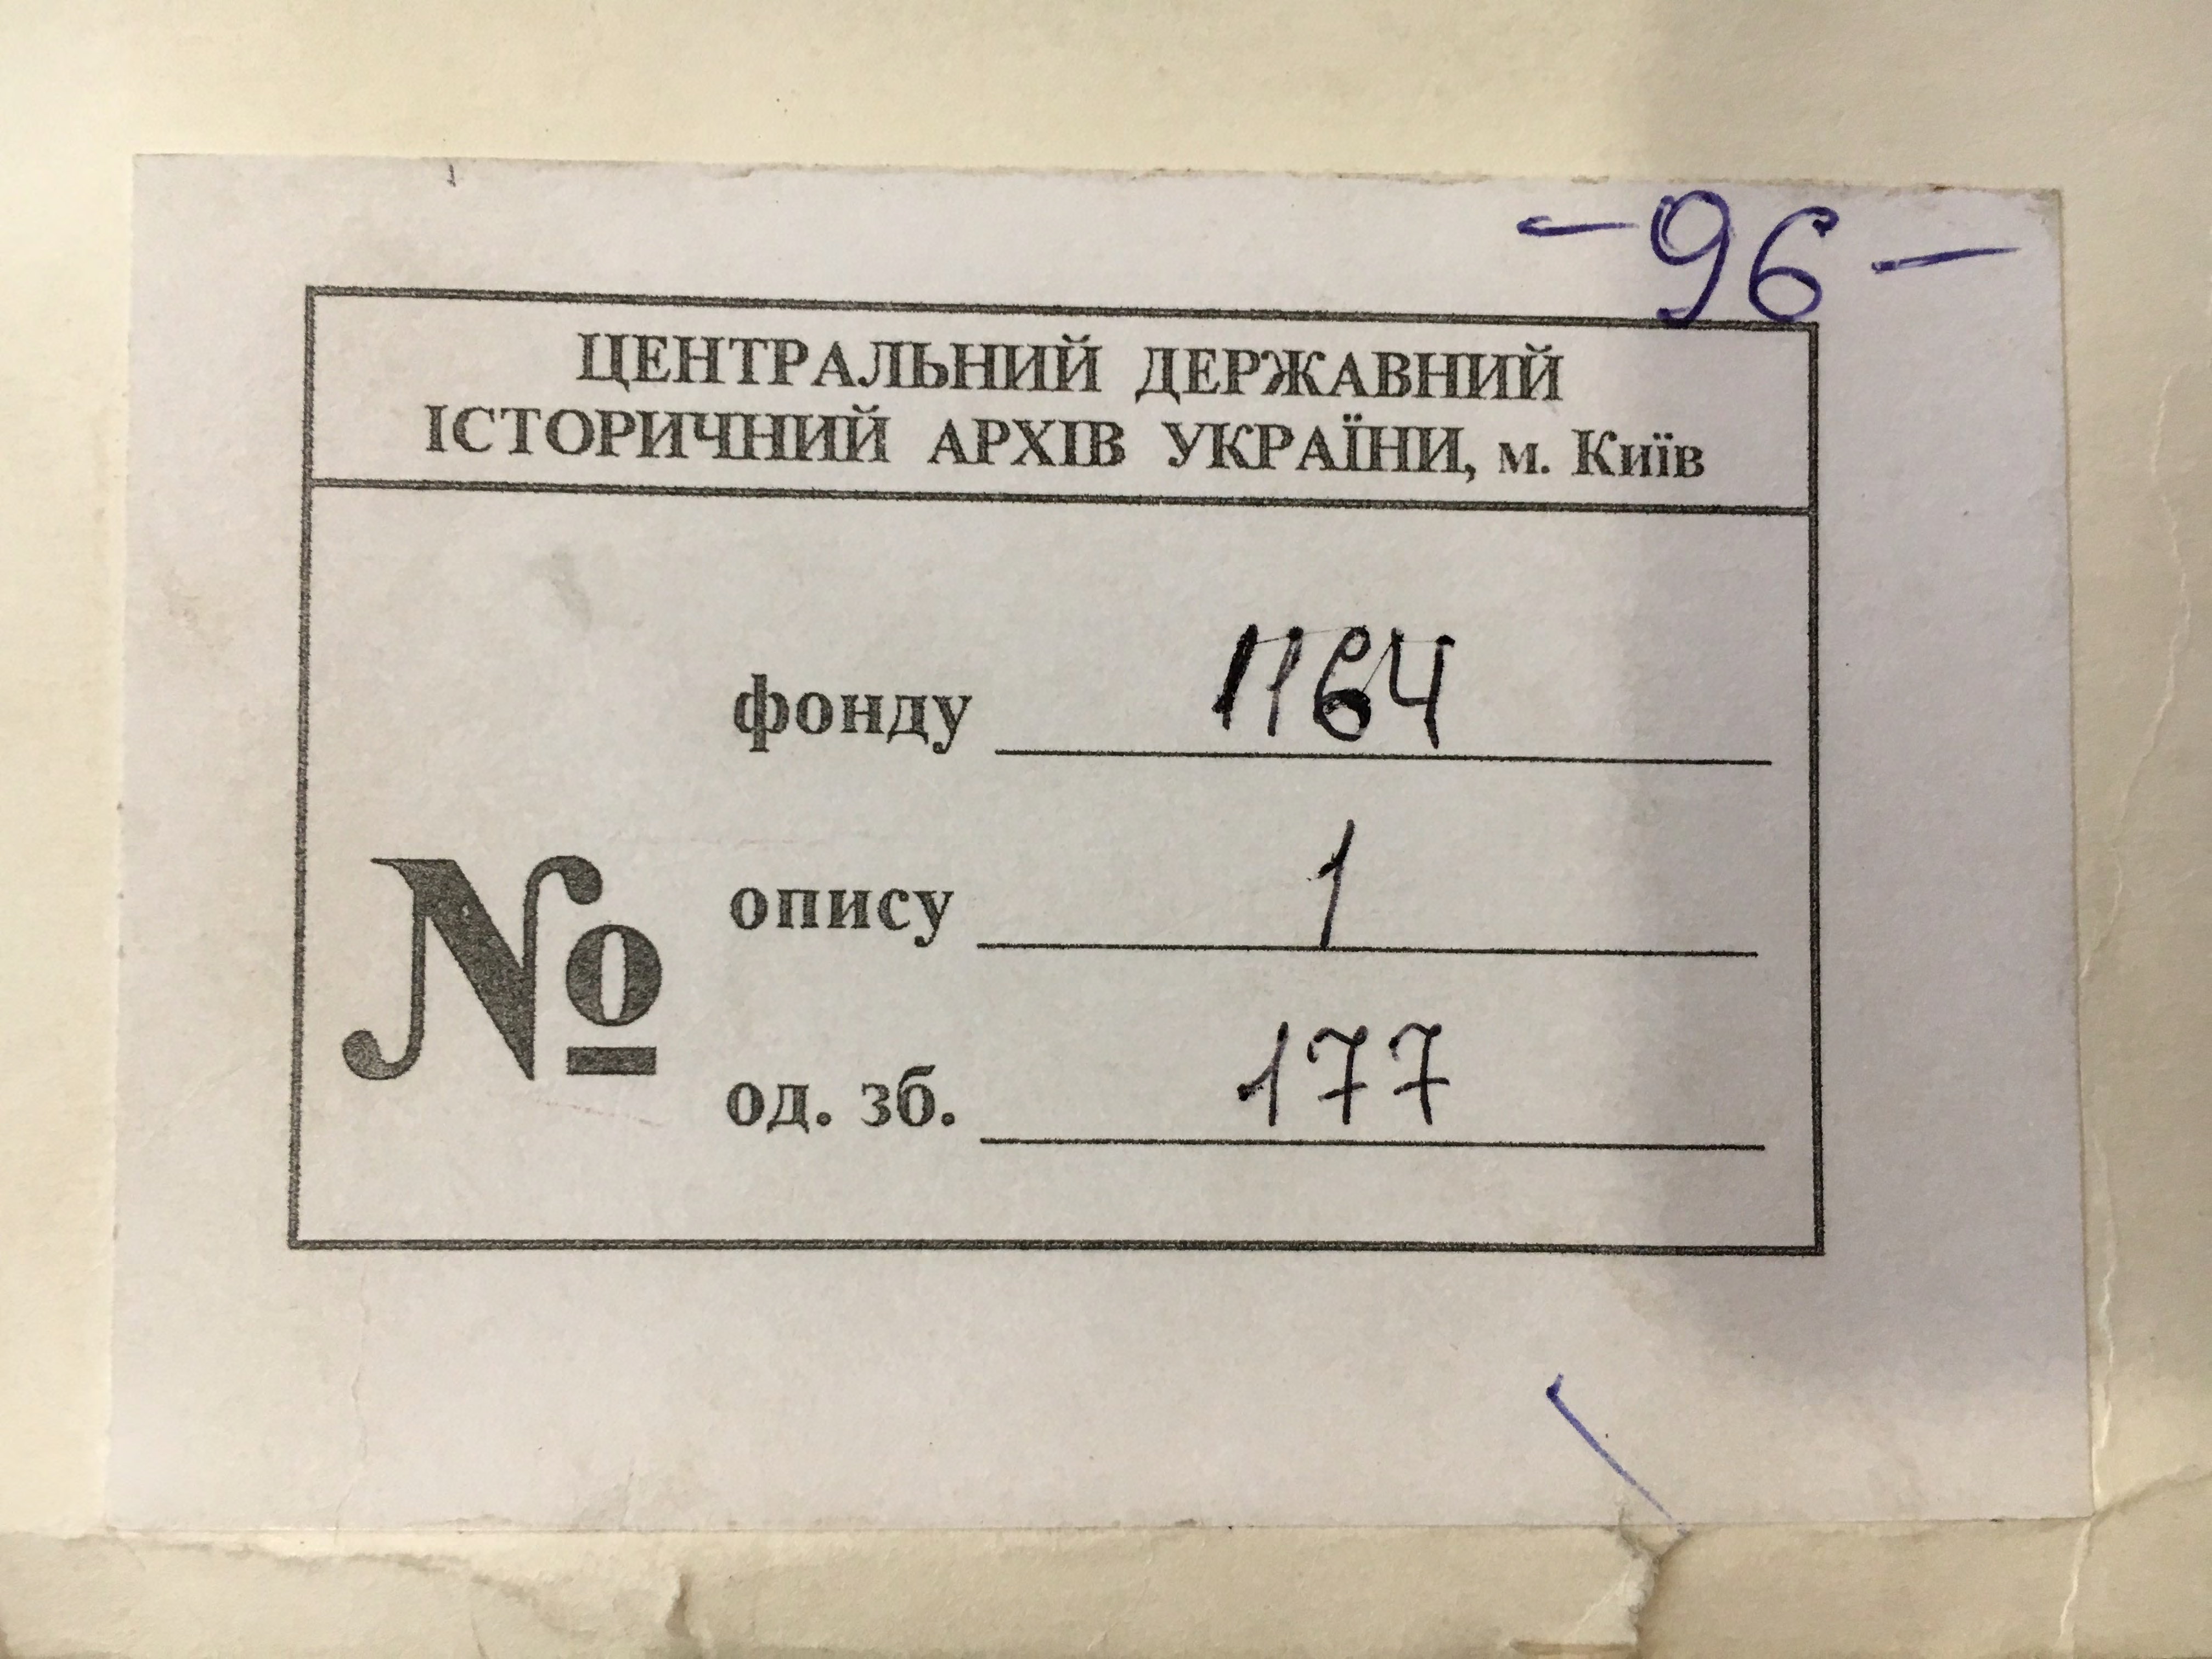 -96-
ЦЕНТРАЛЬНИЙ ДЕРЖАВНИЙ
ІСТОРИЧНИЙ АРХІВ УКРАЇНИ, м. Київ
фонду 1164
№ опису 1
од. зб. 177